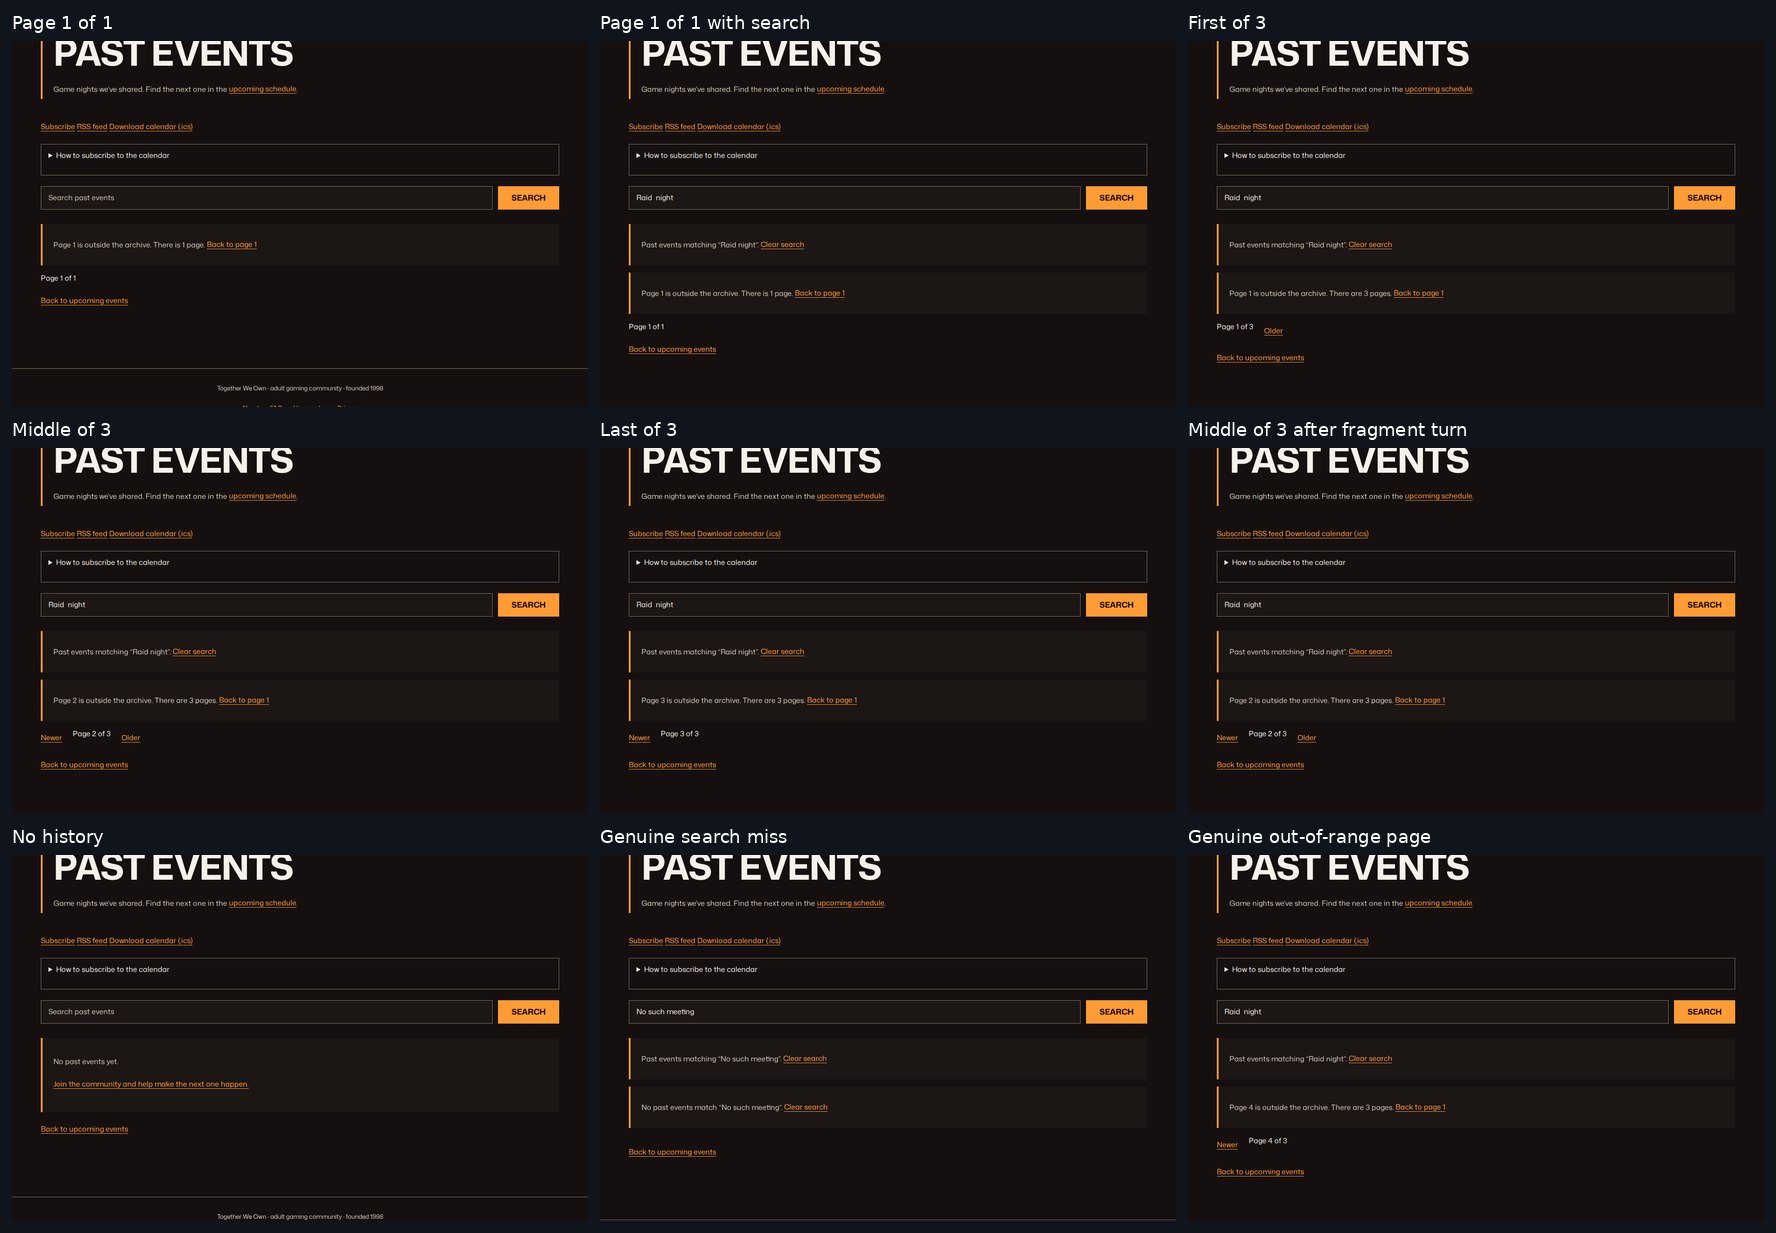 Page 1 of 1
PAST EVENTS
Game nights we've shared. Find the next one in the upcoming schedule.
Subscribe RSS feed Download calendar (.ics)
How to subscribe to the calendar
Search past events SEARCH
Page 1 is outside the archive. There is 1 page. Back to page 1
Page 1 of 1
Back to upcoming events
Together We Own · adult gaming community · founded 1998
Page 1 of 1 with search
PAST EVENTS
Game nights we've shared. Find the next one in the upcoming schedule.
Subscribe RSS feed Download calendar (.ics)
How to subscribe to the calendar
Raid night SEARCH
Past events matching “Raid night”. Clear search
Page 1 is outside the archive. There is 1 page. Back to page 1
Page 1 of 1
Back to upcoming events
First of 3
PAST EVENTS
Game nights we've shared. Find the next one in the upcoming schedule.
Subscribe RSS feed Download calendar (.ics)
How to subscribe to the calendar
Raid night SEARCH
Past events matching “Raid night”. Clear search
Page 1 is outside the archive. There are 3 pages. Back to page 1
Page 1 of 3 Older
Back to upcoming events
Middle of 3
PAST EVENTS
Game nights we've shared. Find the next one in the upcoming schedule.
Subscribe RSS feed Download calendar (.ics)
How to subscribe to the calendar
Raid night SEARCH
Past events matching “Raid night”. Clear search
Page 2 is outside the archive. There are 3 pages. Back to page 1
Newer Page 2 of 3 Older
Back to upcoming events
Last of 3
PAST EVENTS
Game nights we've shared. Find the next one in the upcoming schedule.
Subscribe RSS feed Download calendar (.ics)
How to subscribe to the calendar
Raid night SEARCH
Past events matching “Raid night”. Clear search
Page 3 is outside the archive. There are 3 pages. Back to page 1
Newer Page 3 of 3
Back to upcoming events
Middle of 3 after fragment turn
PAST EVENTS
Game nights we've shared. Find the next one in the upcoming schedule.
Subscribe RSS feed Download calendar (.ics)
How to subscribe to the calendar
Raid night SEARCH
Past events matching “Raid night”. Clear search
Page 2 is outside the archive. There are 3 pages. Back to page 1
Newer Page 2 of 3 Older
Back to upcoming events
No history
PAST EVENTS
Game nights we've shared. Find the next one in the upcoming schedule.
Subscribe RSS feed Download calendar (.ics)
How to subscribe to the calendar
Search past events SEARCH
No past events yet.
Join the community and help make the next one happen.
Back to upcoming events
Together We Own · adult gaming community · founded 1998
Genuine search miss
PAST EVENTS
Game nights we've shared. Find the next one in the upcoming schedule.
Subscribe RSS feed Download calendar (.ics)
How to subscribe to the calendar
No such meeting SEARCH
Past events matching “No such meeting”. Clear search
No past events match “No such meeting”. Clear search
Back to upcoming events
Genuine out-of-range page
PAST EVENTS
Game nights we've shared. Find the next one in the upcoming schedule.
Subscribe RSS feed Download calendar (.ics)
How to subscribe to the calendar
Raid night SEARCH
Past events matching “Raid night”. Clear search
Page 4 is outside the archive. There are 3 pages. Back to page 1
Newer Page 4 of 3
Back to upcoming events